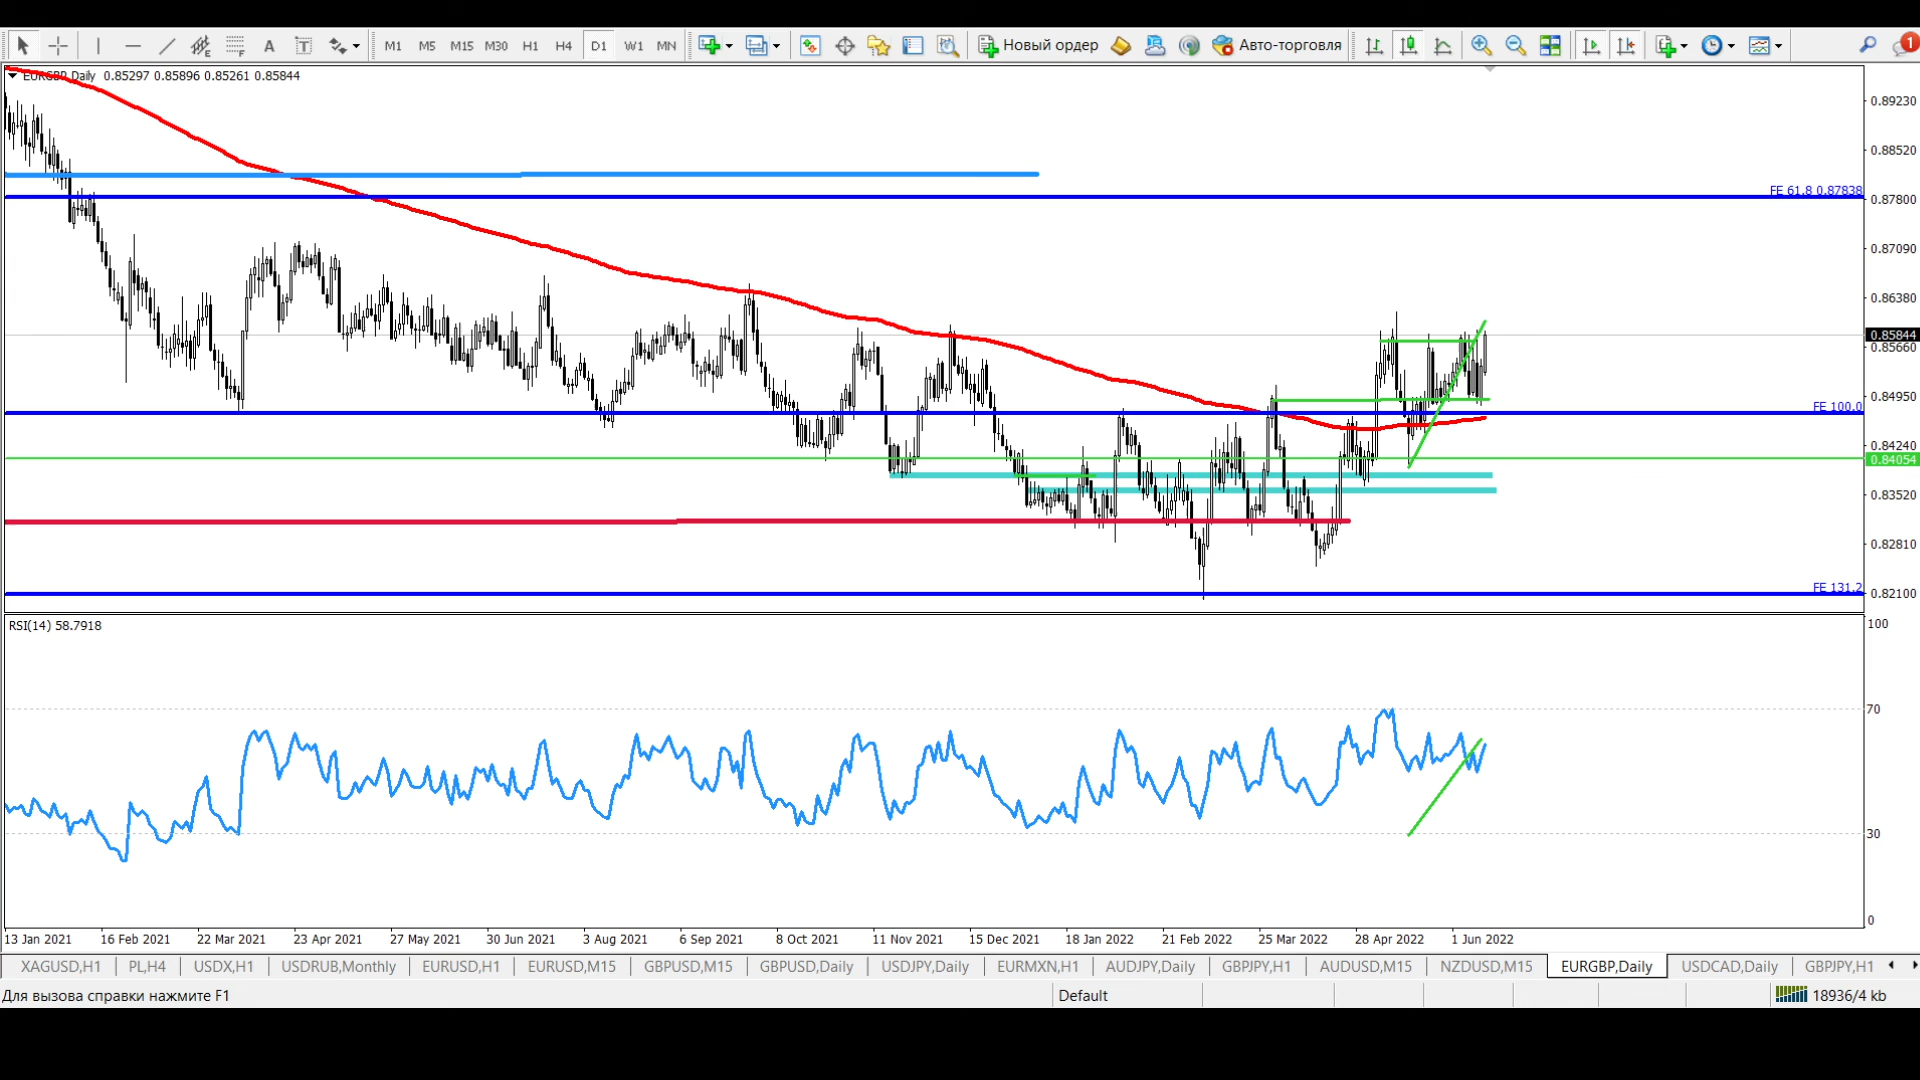 A T M1 M5 M15 M30 H1 H4 D1 W1 MN Новый ордер Авто-торговля 1
EURGBP,Daily 0.85297 0.85896 0.85261 0.85844
0.89230
0.88520
FE 61.8 0.87838
0.87800
0.87090
0.86380
0.85844
0.85660
0.84950
FE 100.0
0.84240
0.84054
0.83520
0.82810
FE 131.2
0.82100
RSI(14) 58.7918
100
70
30
0
13 Jan 2021 16 Feb 2021 22 Mar 2021 23 Apr 2021 27 May 2021 30 Jun 2021 3 Aug 2021 6 Sep 2021 8 Oct 2021 11 Nov 2021 15 Dec 2021 18 Jan 2022 21 Feb 2022 25 Mar 2022 28 Apr 2022 1 Jun 2022
XAGUSD,H1 PL,H4 USDX,H1 USDRUB,Monthly EURUSD,H1 EURUSD,M15 GBPUSD,M15 GBPUSD,Daily USDJPY,Daily EURMXN,H1 AUDJPY,Daily GBPJPY,H1 AUDUSD,M15 NZDUSD,M15 EURGBP,Daily USDCAD,Daily GBPJPY,H1
Для вызова справки нажмите F1 Default 18936/4 kb